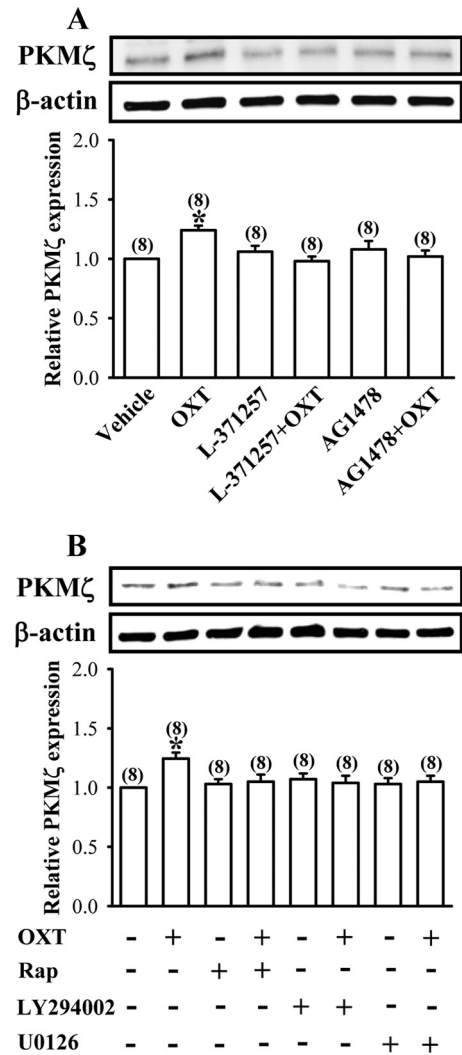 A
PKMζ
β-actin
Relative PKMζ expression
2.0
1.5
1.0
0.5
0.0
(8)
(8)
*
(8)
(8)
(8)
(8)
Vehicle
OXT
L-371257
L-371257+OXT
AG1478
AG1478+OXT
B
PKMζ
β-actin
Relative PKMζ expression
2.0
1.5
1.0
0.5
0.0
(8)
(8)
*
(8)
(8)
(8)
(8)
(8)
(8)
OXT - + - + - + - +
Rap - - + + - - - -
LY294002 - - - - + + - -
U0126 - - - - - - + +